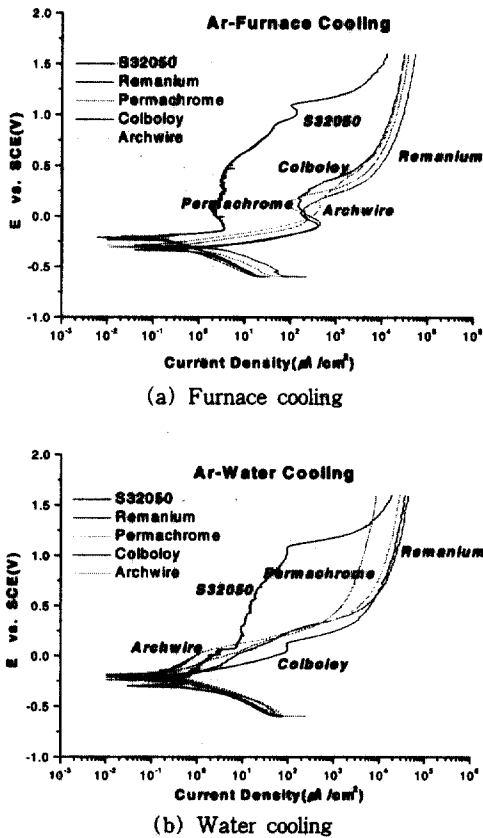 Ar-Furnace Cooling
2.0
1.5
1.0
0.5
0.0
-0.5
-1.0
E vs. SCE(V)
S32050
Remanium
Permachrome
Colboloy
Archwire
S32050
Colboloy
Remanium
Permachrome
Archwire
10⁻³ 10⁻² 10⁻¹ 10⁰ 10¹ 10² 10³ 10⁴ 10⁵ 10⁶
Current Density(μA/cm²)
(a) Furnace cooling
Ar-Water Cooling
2.0
1.5
1.0
0.5
0.0
-0.5
-1.0
E vs. SCE(V)
S32050
Remanium
Permachrome
Colboloy
Archwire
Remanium
Permachrome
S32050
Archwire
Colboloy
10⁻³ 10⁻² 10⁻¹ 10⁰ 10¹ 10² 10³ 10⁴ 10⁵ 10⁶
Current Density(μA/cm²)
(b) Water cooling